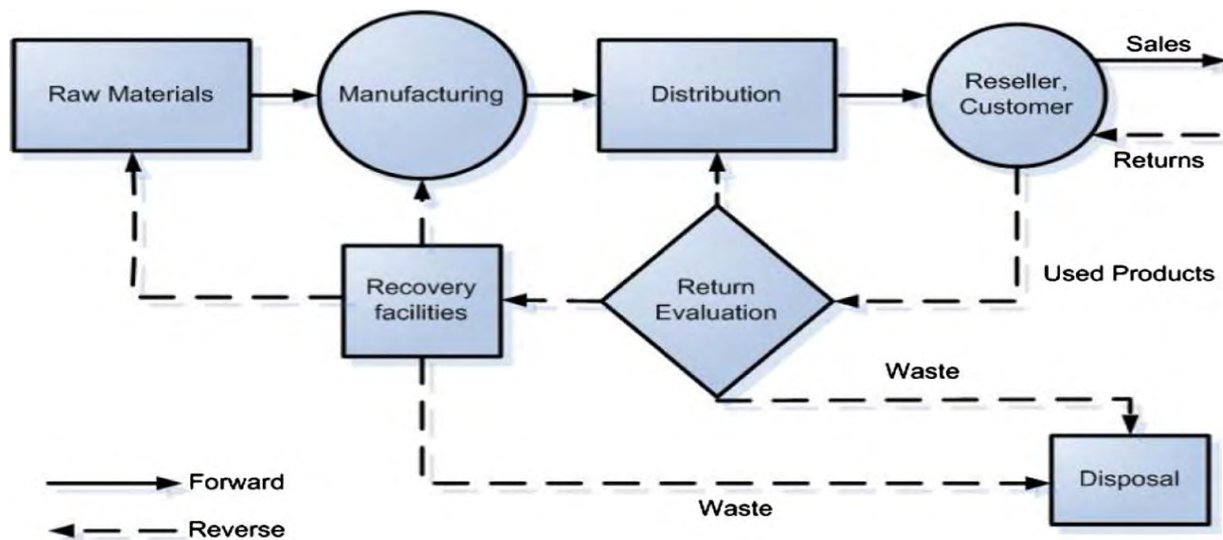 Sales
Raw Materials
Manufacturing
Distribution
Reseller,
Customer
Returns
Recovery
facilities
Return
Evaluation
Used Products
Waste
Disposal
Forward
Waste
Reverse